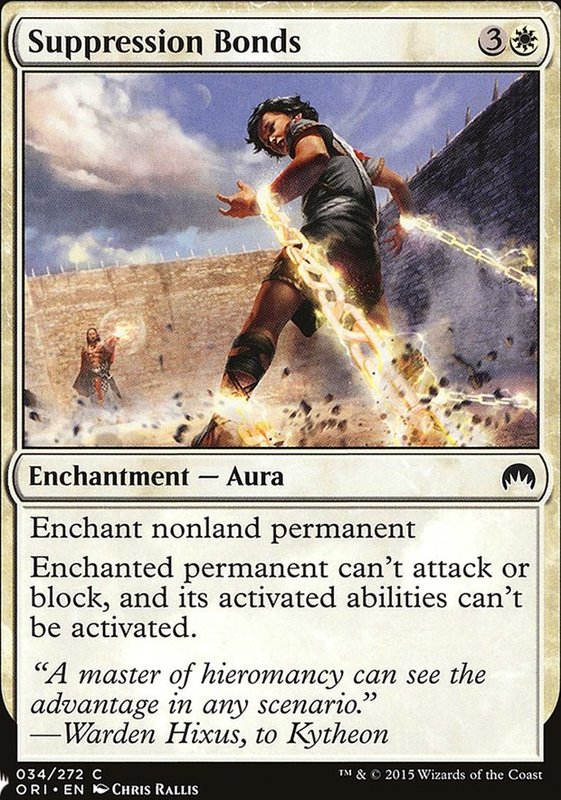 Suppression Bonds 3
Enchantment — Aura
Enchant nonland permanent
Enchanted permanent can't attack or
block, and its activated abilities can't
be activated.
“A master of hieromancy can see the
advantage in any scenario.”
—Warden Hixus, to Kytheon
034/272 C
ORI • EN Chris Rallis
™ & © 2015 Wizards of the Coast